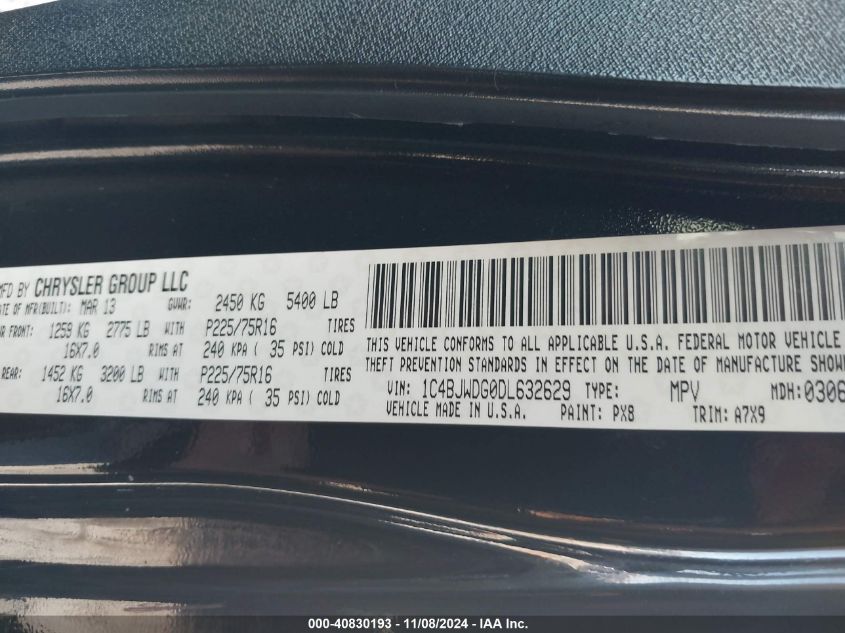 MFD BY CHRYSLER GROUP LLC
DATE OF MFR(BUILT): MAR 13 GVWR: 2450 KG 5400 LB
FRONT: 1259 KG 2775 LB WITH P225/75R16 TIRES
16X7.0 RIMS AT 240 KPA ( 35 PSI) COLD
REAR: 1452 KG 3200 LB WITH P225/75R16 TIRES
16X7.0 RIMS AT 240 KPA ( 35 PSI) COLD
THIS VEHICLE CONFORMS TO ALL APPLICABLE U.S.A. FEDERAL MOTOR VEHICLE
THEFT PREVENTION STANDARDS IN EFFECT ON THE DATE OF MANUFACTURE SHOW
VIN: 1C4BJWDG0DL632629 TYPE: MPV MDH:0306
VEHICLE MADE IN U.S.A. PAINT: PX8 TRIM: A7X9
000-40830193 - 11/08/2024 - IAA Inc.